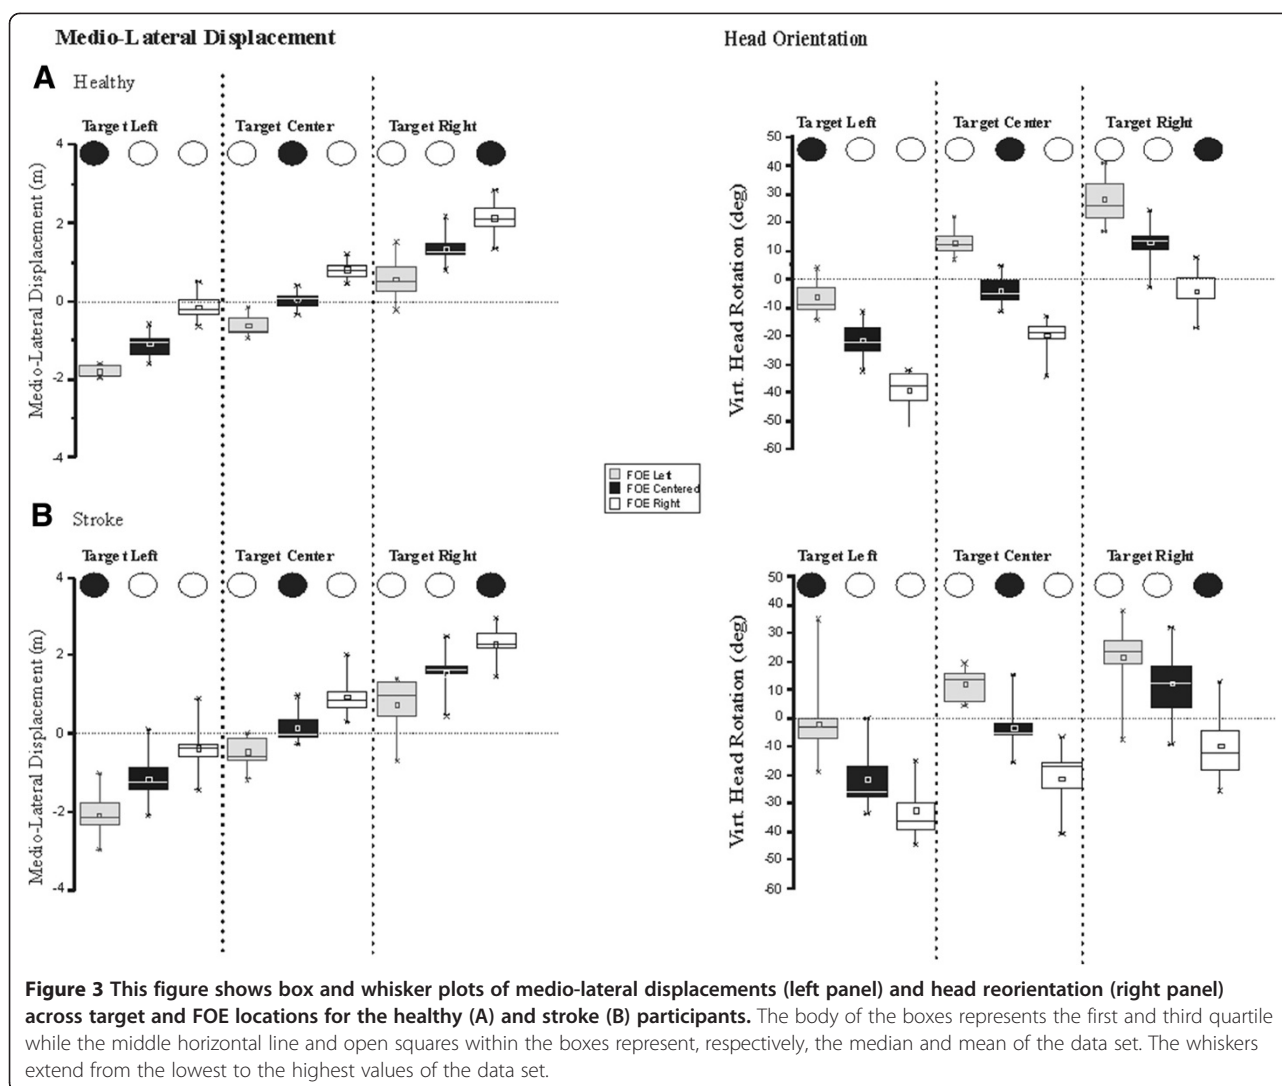 Medio-Lateral Displacement
Head Orientation
A Healthy
Target Left Target Center Target Right
4
2
0
-2
-4
Medio-Lateral Displacement (m)
Target Left Target Center Target Right
50
40
30
20
10
0
-10
-20
-30
-40
-50
-60
Virt. Head Rotation (deg)
FOE Left
FOE Centered
FOE Right
B Stroke
Target Left Target Center Target Right
4
2
0
-2
-4
Medio-Lateral Displacement (m)
Target Left Target Center Target Right
50
40
30
20
10
0
-10
-20
-30
-40
-50
-60
Virt. Head Rotation (deg)
Figure 3 This figure shows box and whisker plots of medio-lateral displacements (left panel) and head reorientation (right panel)
across target and FOE locations for the healthy (A) and stroke (B) participants. The body of the boxes represents the first and third quartile
while the middle horizontal line and open squares within the boxes represent, respectively, the median and mean of the data set. The whiskers
extend from the lowest to the highest values of the data set.